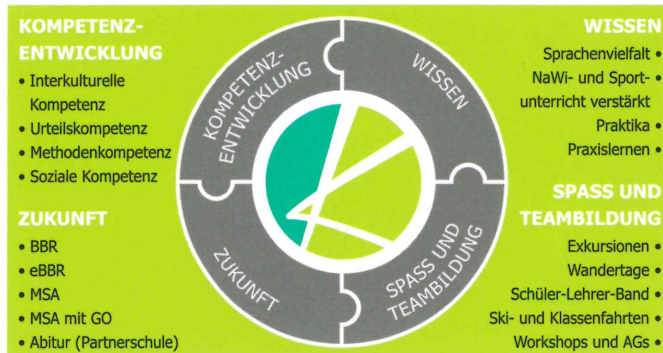 KOMPETENZ-
ENTWICKLUNG
• Interkulturelle
Kompetenz
• Urteilskompetenz
• Methodenkompetenz
• Soziale Kompetenz
ZUKUNFT
• BBR
• eBBR
• MSA
• MSA mit GO
• Abitur (Partnerschule)
KOMPETENZ-
ENTWICKLUNG
WISSEN
ZUKUNFT
SPASS UND
TEAMBILDUNG
WISSEN
Sprachenvielfalt •
NaWi- und Sport- •
unterricht verstärkt
Praktika •
Praxislernen •
SPASS UND
TEAMBILDUNG
Exkursionen •
Wandertage •
Schüler-Lehrer-Band •
Ski- und Klassenfahrten •
Workshops und AGs •